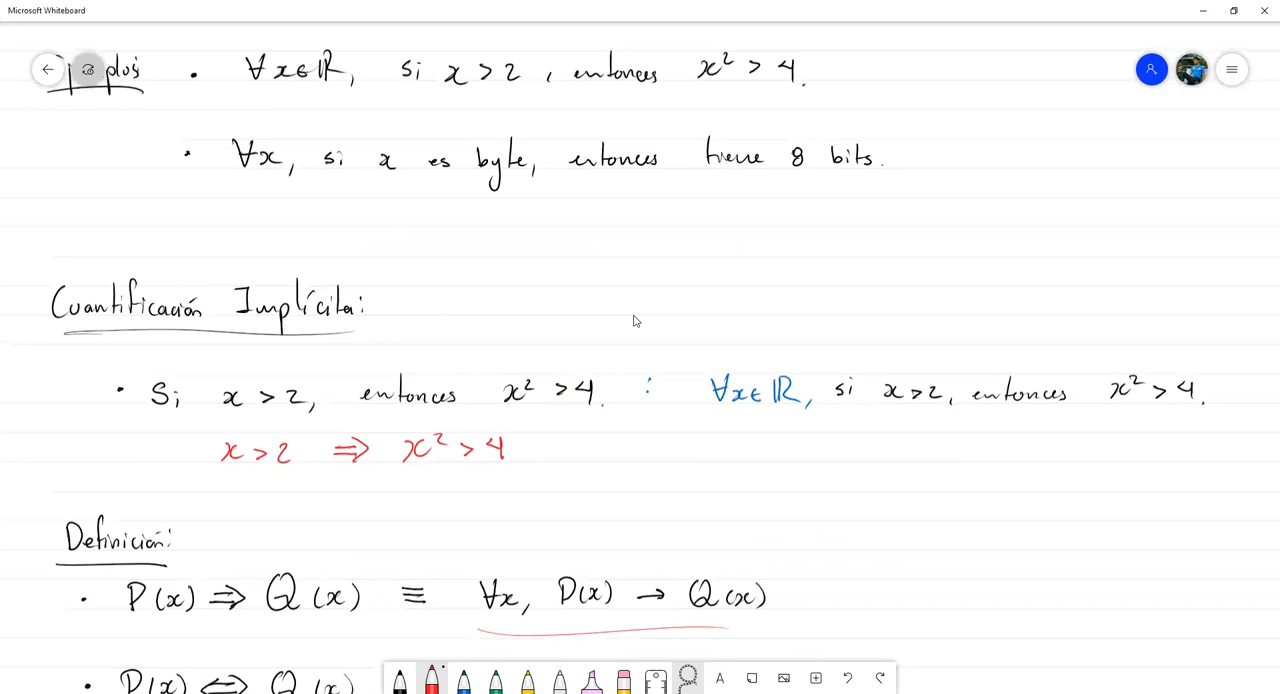 Microsoft Whiteboard
• ∀x∈ℝ, si x > 2, entonces x² > 4.
• ∀x, si x es byte, entonces tiene 8 bits.
Cuantificación Implícita:
• Si x > 2, entonces x² > 4. : ∀x∈ℝ, si x > 2, entonces x² > 4.
x > 2 ⇒ x² > 4
Definición:
• P(x) ⇒ Q(x) ≡ ∀x, P(x) → Q(x)
• P(x) ⇔ Q(x)